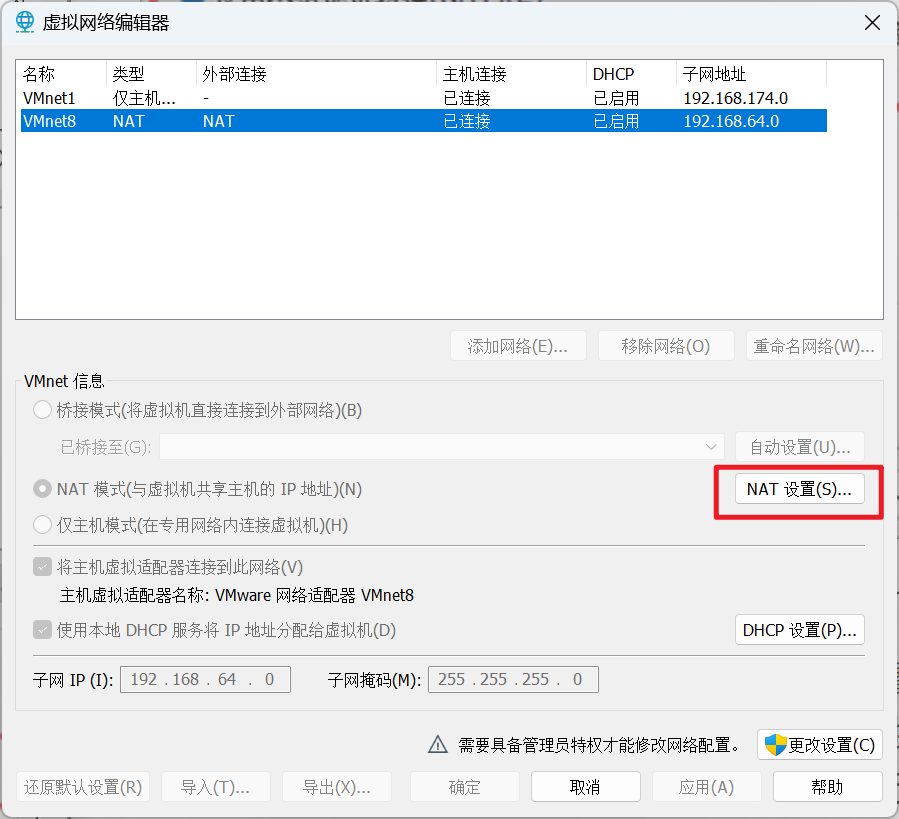 虚拟网络编辑器
名称 类型 外部连接 主机连接 DHCP 子网地址
VMnet1 仅主机... - 已连接 已启用 192.168.174.0
VMnet8 NAT NAT 已连接 已启用 192.168.64.0
添加网络(E)... 移除网络(O) 重命名网络(W)...
VMnet 信息
桥接模式(将虚拟机直接连接到外部网络)(B)
已桥接至(G): 自动设置(U)...
NAT 模式(与虚拟机共享主机的 IP 地址)(N) NAT 设置(S)...
仅主机模式(在专用网络内连接虚拟机)(H)
将主机虚拟适配器连接到此网络(V)
主机虚拟适配器名称: VMware 网络适配器 VMnet8
使用本地 DHCP 服务将 IP 地址分配给虚拟机(D) DHCP 设置(P)...
子网 IP (I): 192 . 168 . 64 . 0 子网掩码(M): 255 . 255 . 255 . 0
需要具备管理员特权才能修改网络配置。 更改设置(C)
还原默认设置(R) 导入(T)... 导出(X)... 确定 取消 应用(A) 帮助